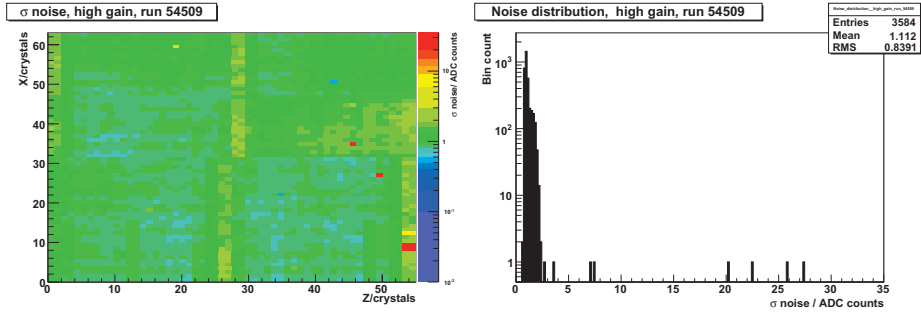 σ noise, high gain, run 54509
X/crystals
60
50
40
30
20
10
0
0 10 20 30 40 50
Z/crystals
10
1
10⁻¹
10⁻²
σ noise/ ADC counts
Noise distribution, high gain, run 54509
Noise_distribution__high_gain_run_54509
Entries 3584
Mean 1.112
RMS 0.8391
Bin count
10³
10²
10
1
0 5 10 15 20 25 30 35
σ noise / ADC counts